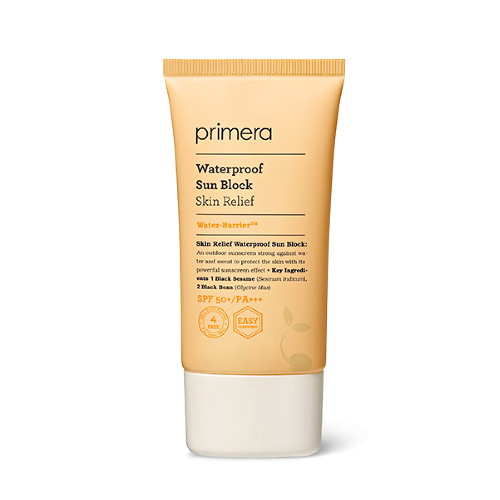 primera
Waterproof
Sun Block
Skin Relief
Water-Barrier™
Skin Relief Waterproof Sun Block:
An outdoor sunscreen strong against wa-
ter and sweat to protect the skin with its
powerful sunscreen effect • Key Ingredi-
ents 1 Black Sesame (Sesamum indicum),
2 Black Bean (Glycine Max)
SPF 50+/PA+++
4
FREE
EASY